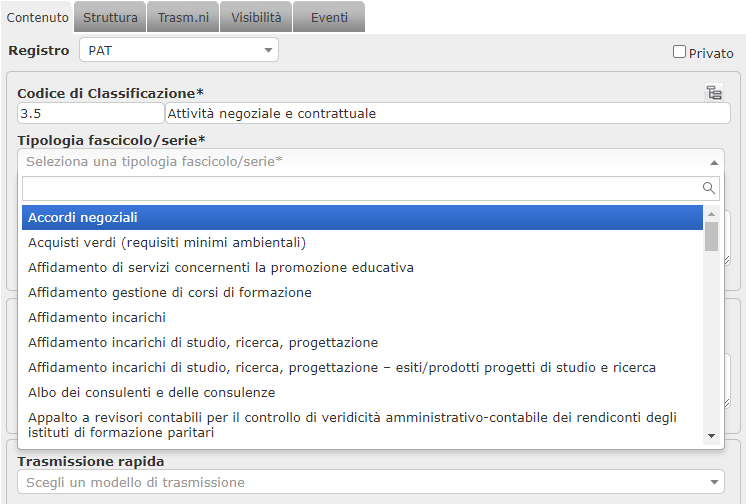 Contenuto Struttura Trasm.ni Visibilità Eventi
Registro PAT Privato
Codice di Classificazione*
3.5 Attività negoziale e contrattuale
Tipologia fascicolo/serie*
Seleziona una tipologia fascicolo/serie*
Accordi negoziali
Acquisti verdi (requisiti minimi ambientali)
Affidamento di servizi concernenti la promozione educativa
Affidamento gestione di corsi di formazione
Affidamento incarichi
Affidamento incarichi di studio, ricerca, progettazione
Affidamento incarichi di studio, ricerca, progettazione – esiti/prodotti progetti di studio e ricerca
Albo dei consulenti e delle consulenze
Appalto a revisori contabili per il controllo di veridicità amministrativo-contabile dei rendiconti degli
istituti di formazione paritari
Trasmissione rapida
Scegli un modello di trasmissione